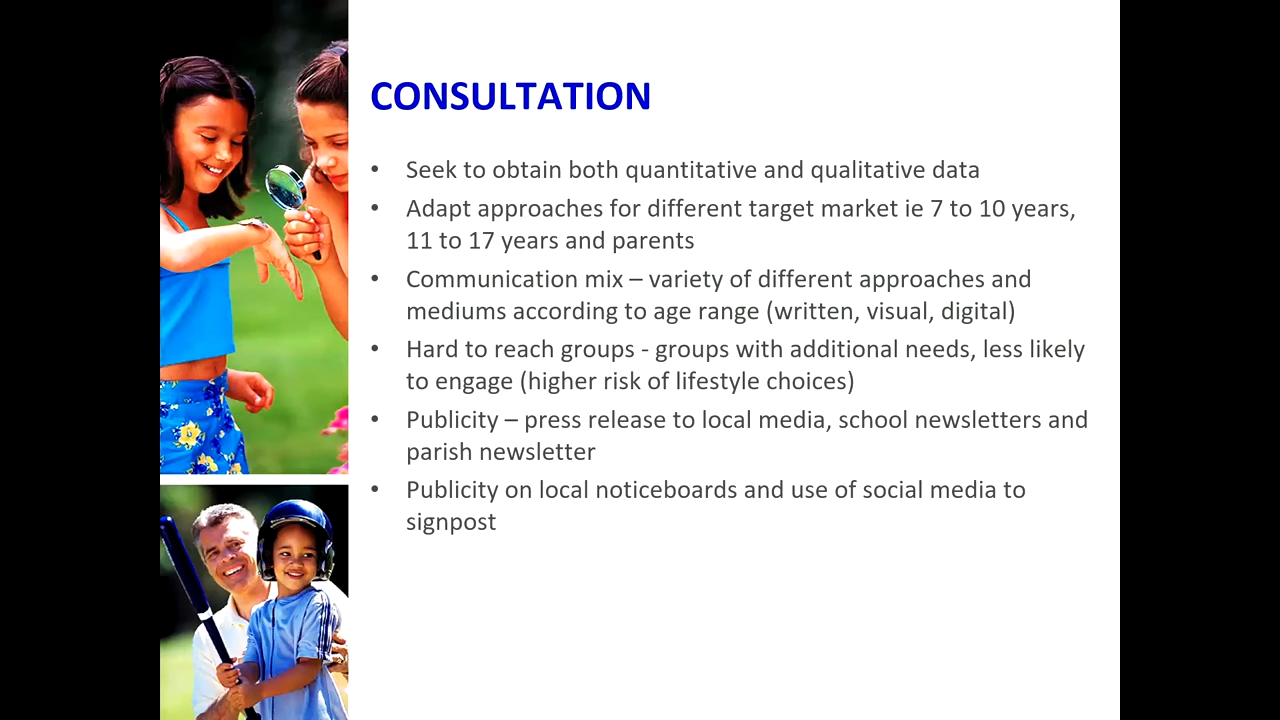 CONSULTATION
• Seek to obtain both quantitative and qualitative data
• Adapt approaches for different target market ie 7 to 10 years,
11 to 17 years and parents
• Communication mix – variety of different approaches and
mediums according to age range (written, visual, digital)
• Hard to reach groups - groups with additional needs, less likely
to engage (higher risk of lifestyle choices)
• Publicity – press release to local media, school newsletters and
parish newsletter
• Publicity on local noticeboards and use of social media to
signpost